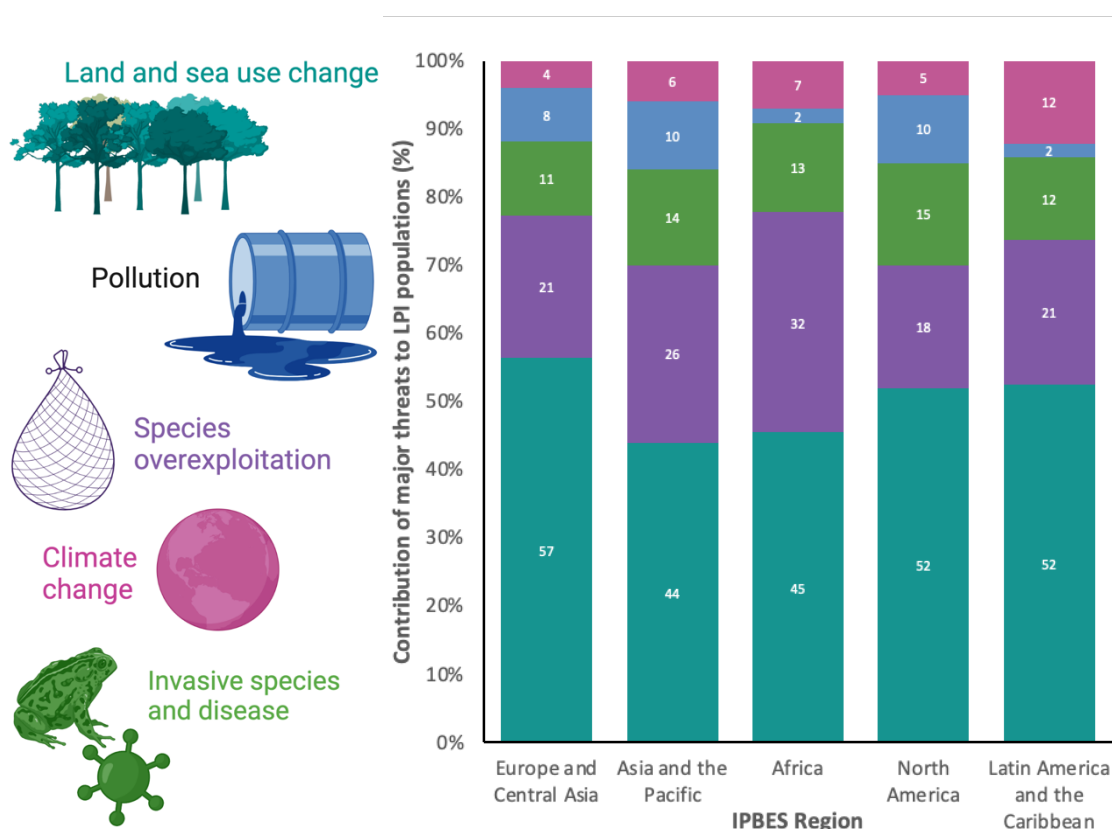 Land and sea use change
Pollution
Species
overexploitation
Climate
change
Invasive species
and disease
Contribution of major threats to LPI populations (%)
100%
90%
80%
70%
60%
50%
40%
30%
20%
10%
0%
4
8
11
21
57
6
10
14
26
44
7
2
13
32
45
5
10
15
18
52
12
2
12
21
52
Europe and
Central Asia
Asia and the
Pacific
Africa
North
America
Latin America
and the
Caribbean
IPBES Region